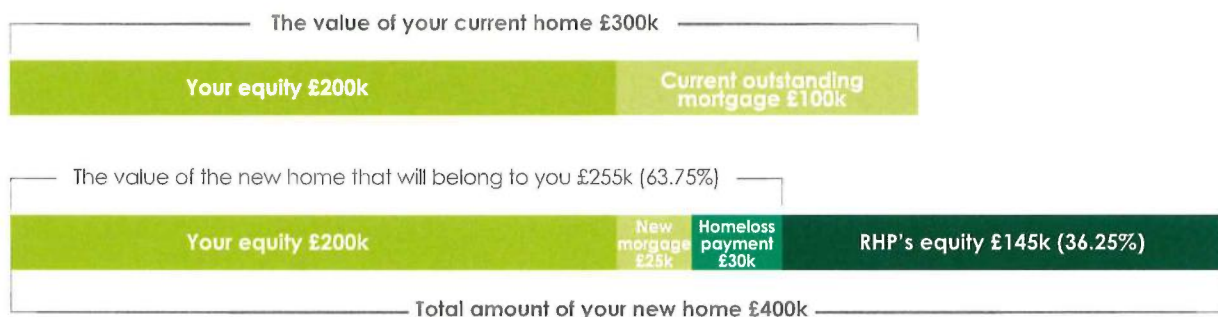 The value of your current home £300k
Your equity £200k
Current outstanding
mortgage £100k
The value of the new home that will belong to you £255k (63.75%)
Your equity £200k
New
morgage
£25k
Homeloss
payment
£30k
RHP's equity £145k (36.25%)
Total amount of your new home £400k